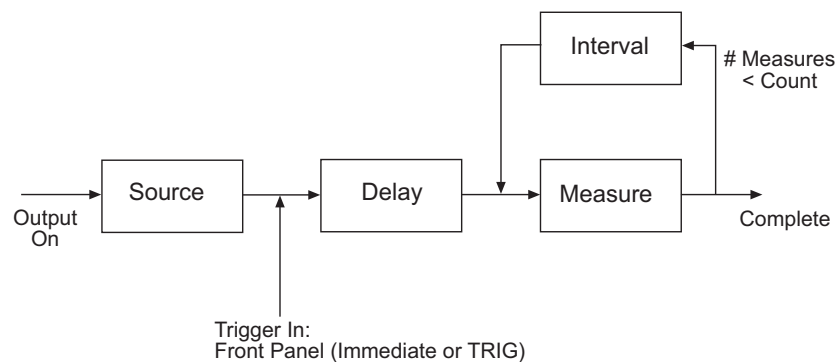 Interval
# Measures
< Count
Source
Delay
Measure
Output
On
Complete
Trigger In:
Front Panel (Immediate or TRIG)